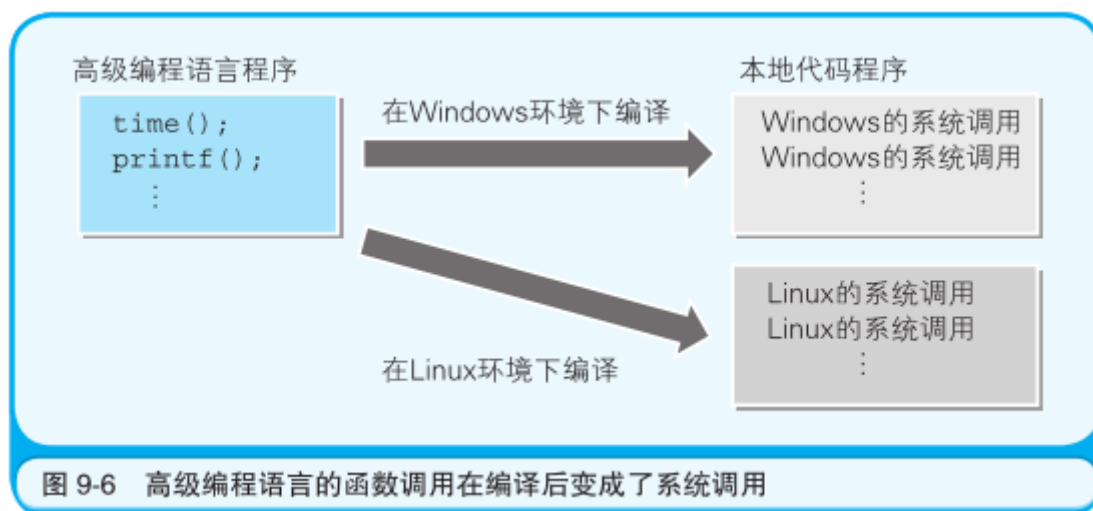 高级编程语言程序
time();
printf();
⋮
在Windows环境下编译
本地代码程序
Windows的系统调用
Windows的系统调用
⋮
在Linux环境下编译
Linux的系统调用
Linux的系统调用
⋮
图 9-6 高级编程语言的函数调用在编译后变成了系统调用